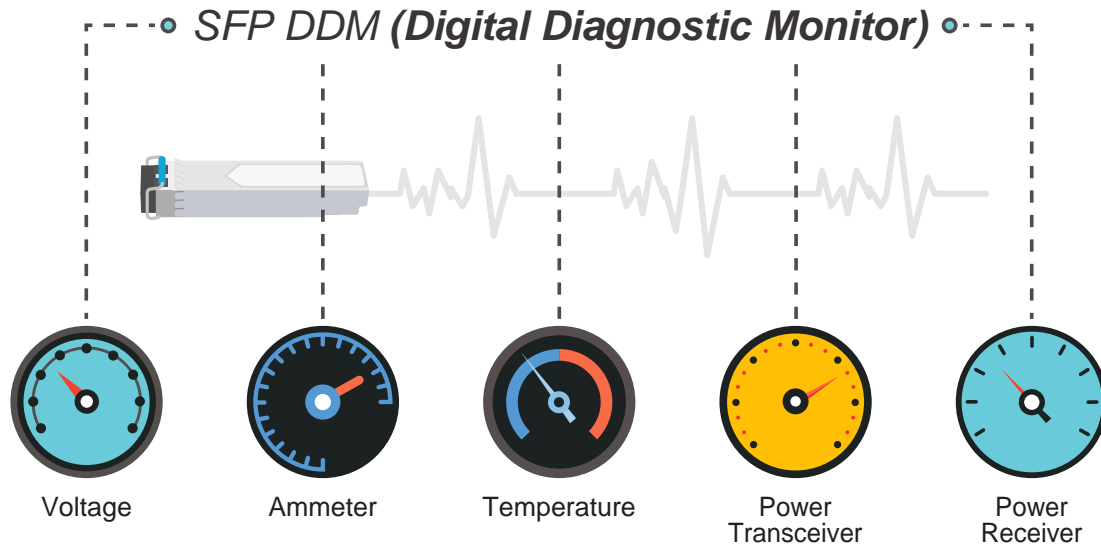 SFP DDM (Digital Diagnostic Monitor)
Voltage
Ammeter
Temperature
Power
Transceiver
Power
Receiver